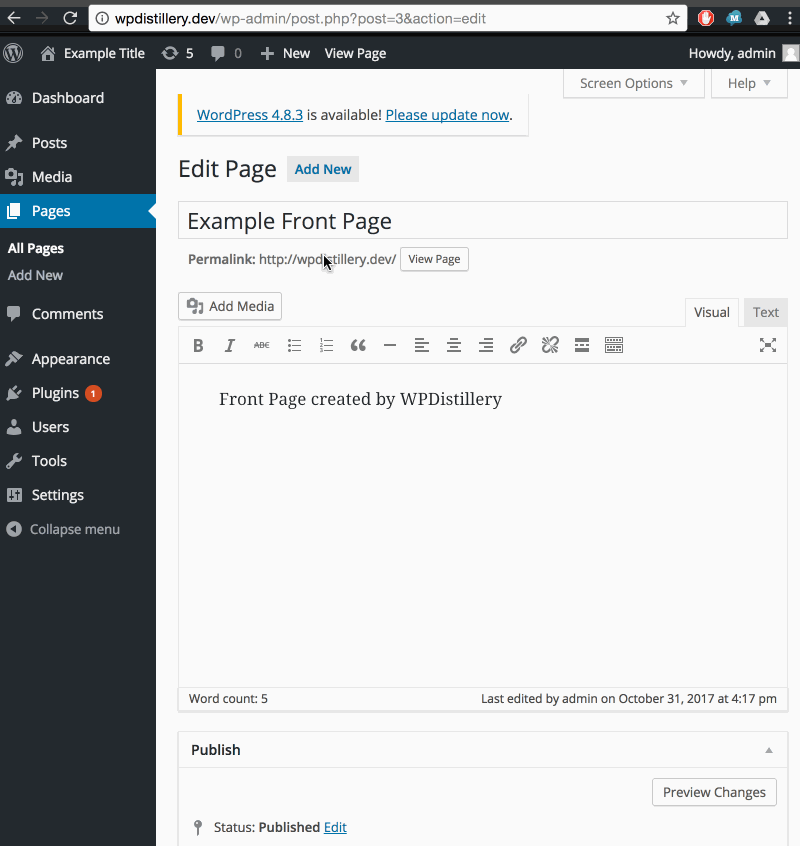 wpdistillery.dev/wp-admin/post.php?post=3&action=edit
Example Title 5 0 New View Page Howdy, admin
Screen Options Help
Dashboard
Posts
Media
Pages
All Pages
Add New
Comments
Appearance
Plugins 1
Users
Tools
Settings
Collapse menu
WordPress 4.8.3 is available! Please update now.
Edit Page Add New
Example Front Page
Permalink: http://wpdistillery.dev/ View Page
Add Media
Visual Text
B I ABC
Front Page created by WPDistillery
Word count: 5 Last edited by admin on October 31, 2017 at 4:17 pm
Publish
Preview Changes
Status: Published Edit